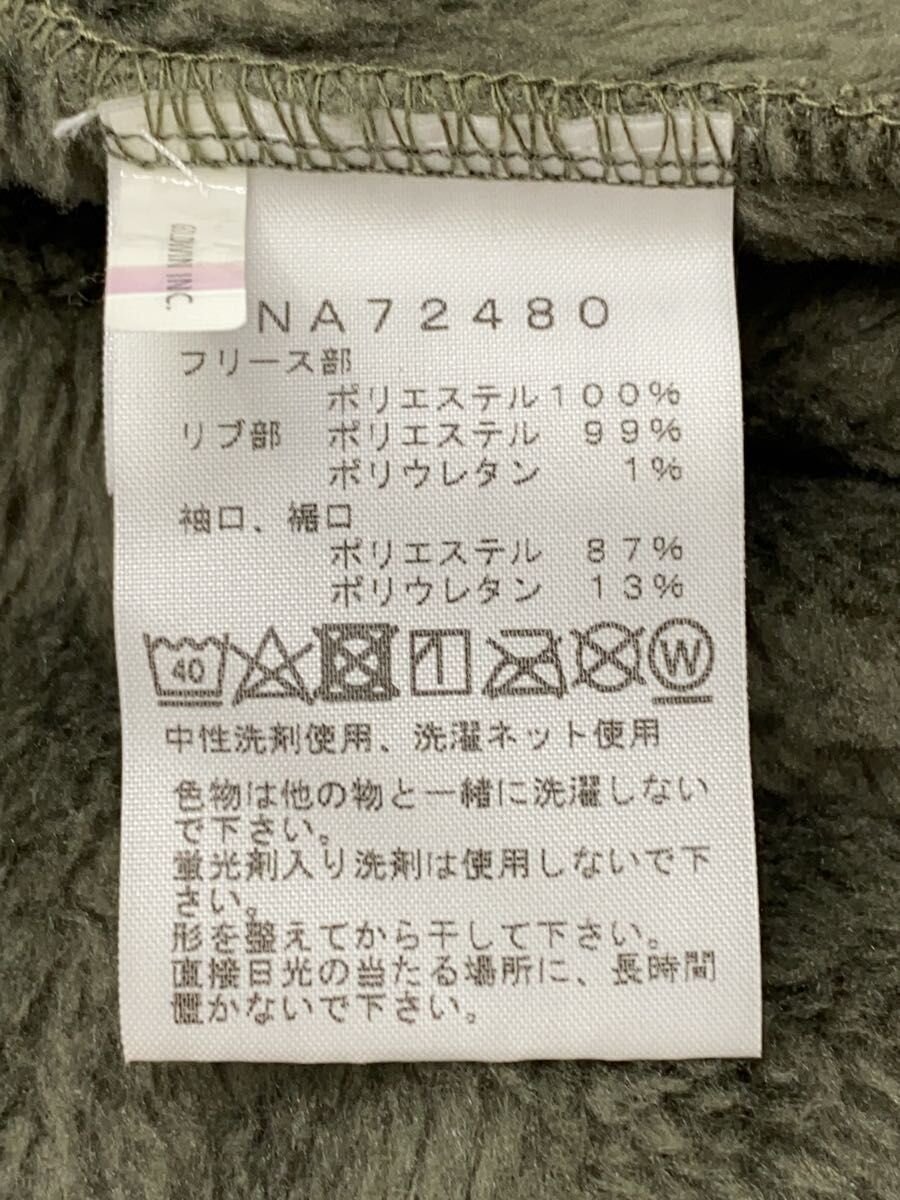 GLDWIN INC.
NA72480
フリース部
ポリエステル100%
リブ部 ポリエステル 99%
ポリウレタン 1%
袖口、裾口
ポリエステル 87%
ポリウレタン 13%
40 W
中性洗剤使用、洗濯ネット使用
色物は他の物と一緒に洗濯しない
で下さい。
蛍光剤入り洗剤は使用しないで下
さい。
形を整えてから干して下さい。
直接日光の当たる場所に、長時間
置かないで下さい。